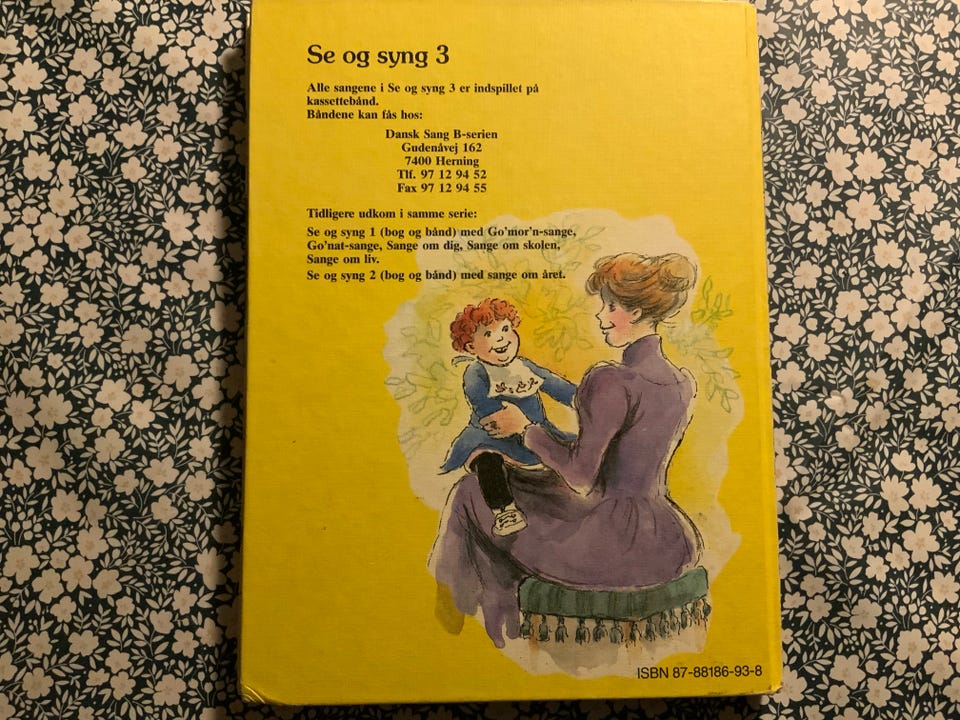 Se og syng 3
Alle sangene i Se og syng 3 er indspillet på
kassettebånd.
Båndene kan fås hos:
Dansk Sang B-serien
Gudenåvej 162
7400 Herning
Tlf. 97 12 94 52
Fax 97 12 94 55
Tidligere udkom i samme serie:
Se og syng 1 (bog og bånd) med Go'mor'n-sange,
Go'nat-sange, Sange om dig, Sange om skolen,
Sange om liv.
Se og syng 2 (bog og bånd) med sange om året.
ISBN 87-88186-93-8